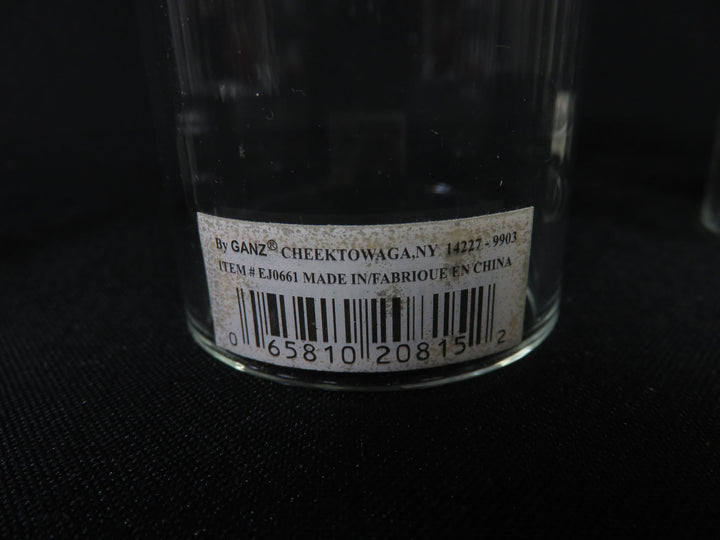 By GANZ® CHEEKTOWAGA,NY 14227 - 9903
ITEM # EJ0661 MADE IN/FABRIQUE EN CHINA
0 65810 20815 2